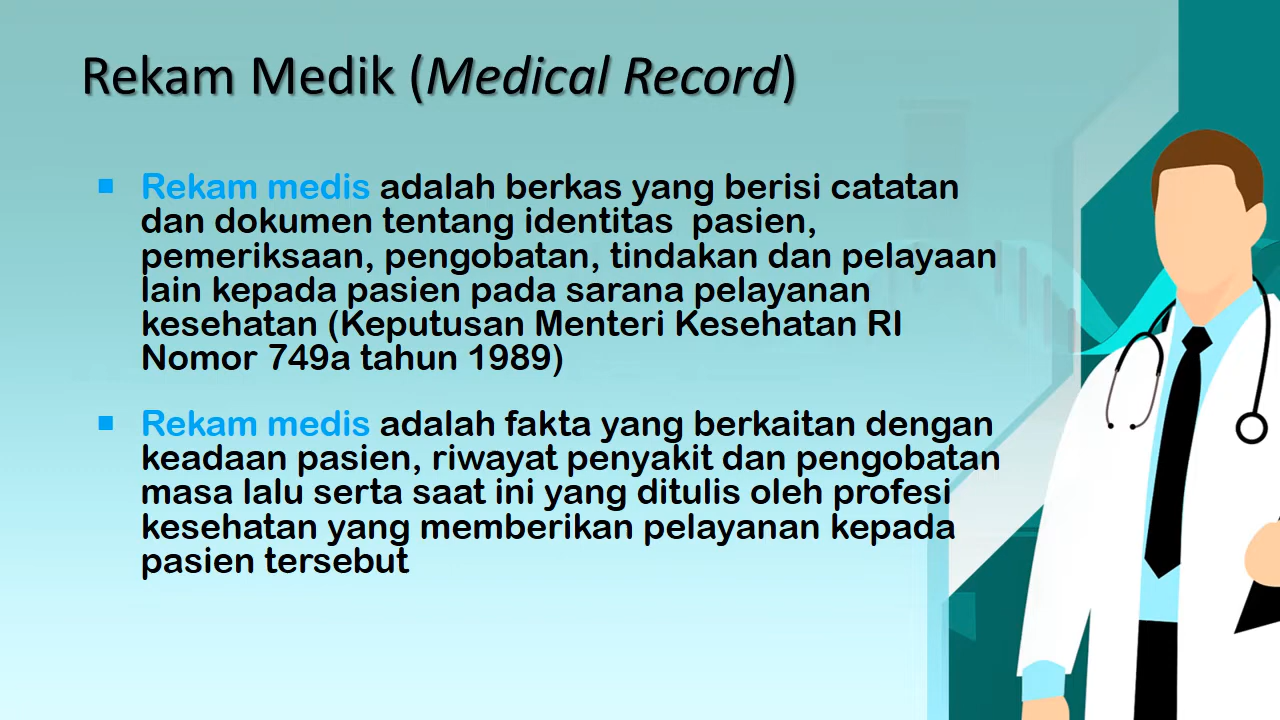 Rekam Medik (Medical Record)
Rekam medis adalah berkas yang berisi catatan
dan dokumen tentang identitas  pasien,
pemeriksaan, pengobatan, tindakan dan pelayaan
lain kepada pasien pada sarana pelayanan
kesehatan (Keputusan Menteri Kesehatan RI
Nomor 749a tahun 1989)
Rekam medis adalah fakta yang berkaitan dengan
keadaan pasien, riwayat penyakit dan pengobatan
masa lalu serta saat ini yang ditulis oleh profesi
kesehatan yang memberikan pelayanan kepada
pasien tersebut